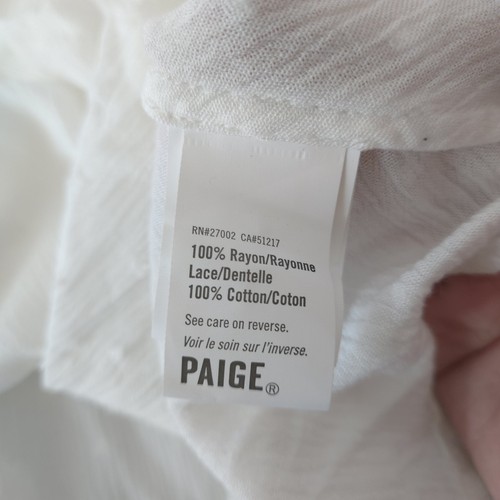 RN#27002 CA#51217
100% Rayon/Rayonne
Lace/Dentelle
100% Cotton/Coton
See care on reverse.
Voir le soin sur l'inverse.
PAIGE®